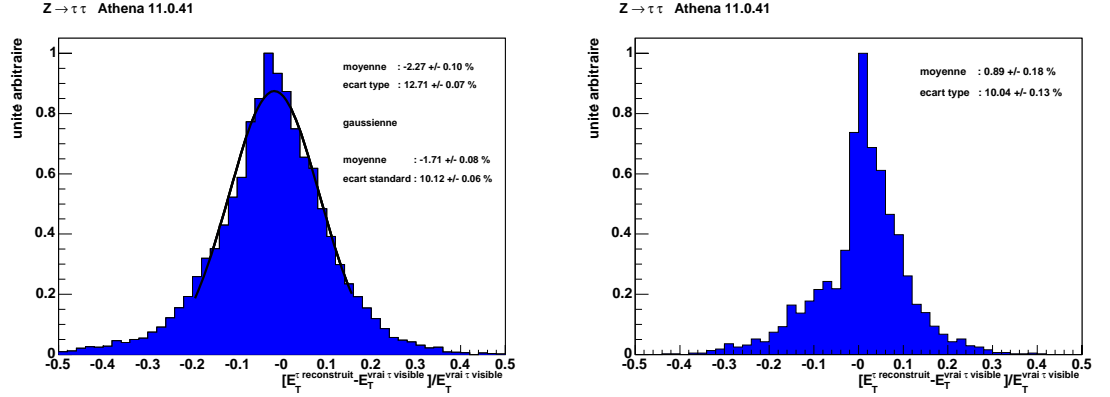 Z → τ τ Athena 11.0.41
unité arbitraire
1
0.8
0.6
0.4
0.2
0
moyenne : -2.27 +/- 0.10 %
ecart type : 12.71 +/- 0.07 %
gaussienne
moyenne : -1.71 +/- 0.08 %
ecart standard : 10.12 +/- 0.06 %
-0.5 -0.4 -0.3 -0.2 -0.1 -0 0.1 0.2 0.3 0.4 0.5
[E_T^{τ reconstruit}-E_T^{vrai τ visible}]/E_T^{vrai τ visible}
Z → τ τ Athena 11.0.41
unité arbitraire
1
0.8
0.6
0.4
0.2
0
moyenne : 0.89 +/- 0.18 %
ecart type : 10.04 +/- 0.13 %
-0.5 -0.4 -0.3 -0.2 -0.1 -0 0.1 0.2 0.3 0.4 0.5
[E_T^{τ reconstruit}-E_T^{vrai τ visible}]/E_T^{vrai τ visible}